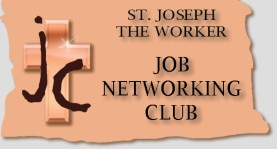 ST. JOSEPH
THE WORKER
jc
JOB
NETWORKING
CLUB